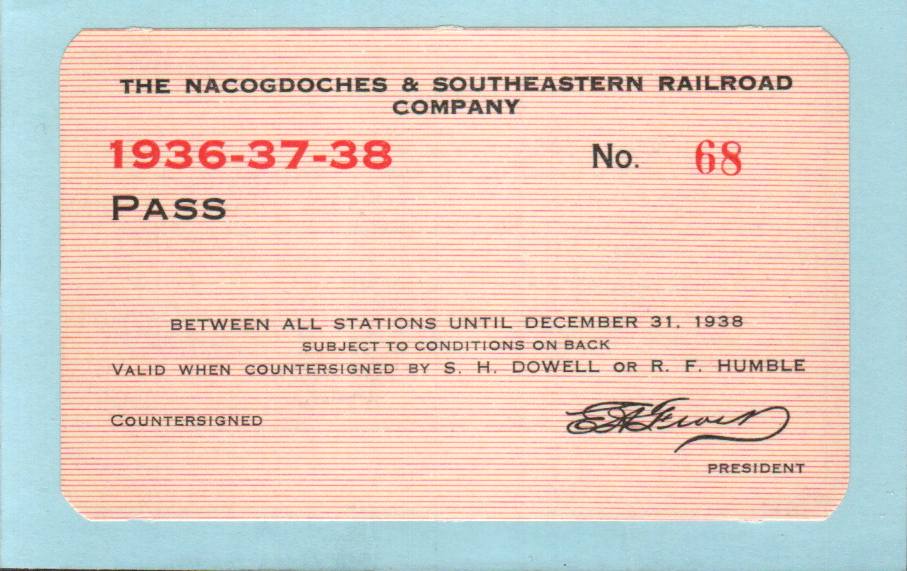 THE NACOGDOCHES & SOUTHEASTERN RAILROAD
COMPANY
1936-37-38 No. 68
PASS
BETWEEN ALL STATIONS UNTIL DECEMBER 31, 1938
SUBJECT TO CONDITIONS ON BACK
VALID WHEN COUNTERSIGNED BY S. H. DOWELL OR R. F. HUMBLE
COUNTERSIGNED
PRESIDENT